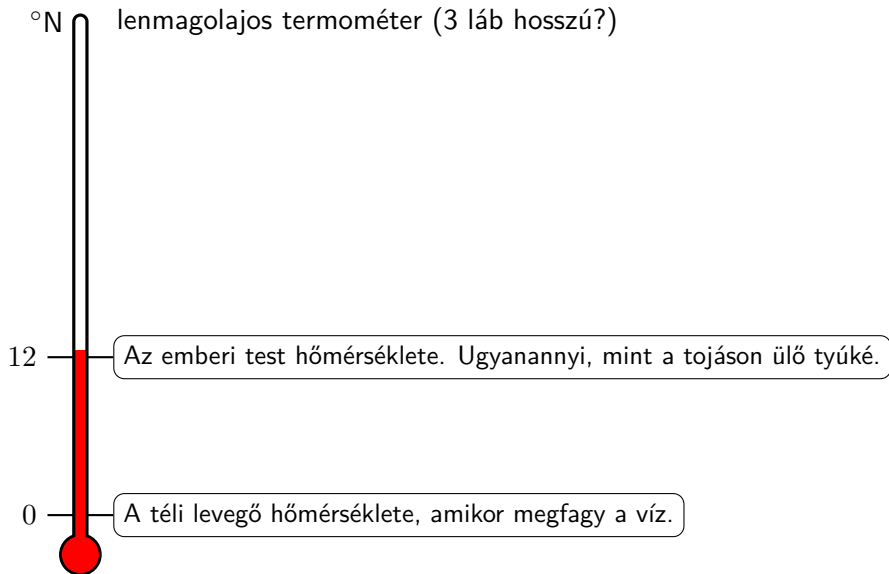 °N lenmagolajos termométer (3 láb hosszú?)
12 Az emberi test hőmérséklete. Ugyanannyi, mint a tojáson ülő tyúké.
0 A téli levegő hőmérséklete, amikor megfagy a víz.